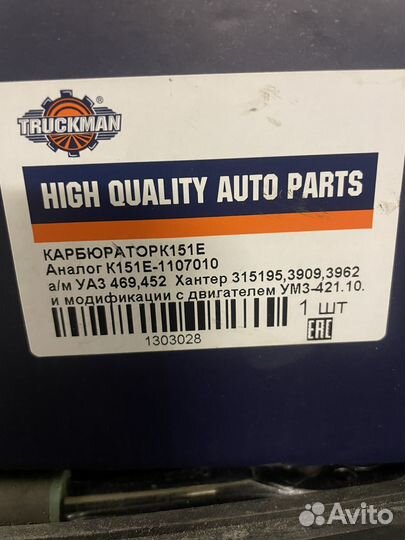 TRUCKMAN
HIGH QUALITY AUTO PARTS
КАРБЮРАТОРК151Е
Аналог К151Е-1107010
а/м УАЗ 469,452 Хантер 315195,3909,3962
и модификации с двигателем УМЗ-421.10.
1 шт
1303028
EAC
Avito